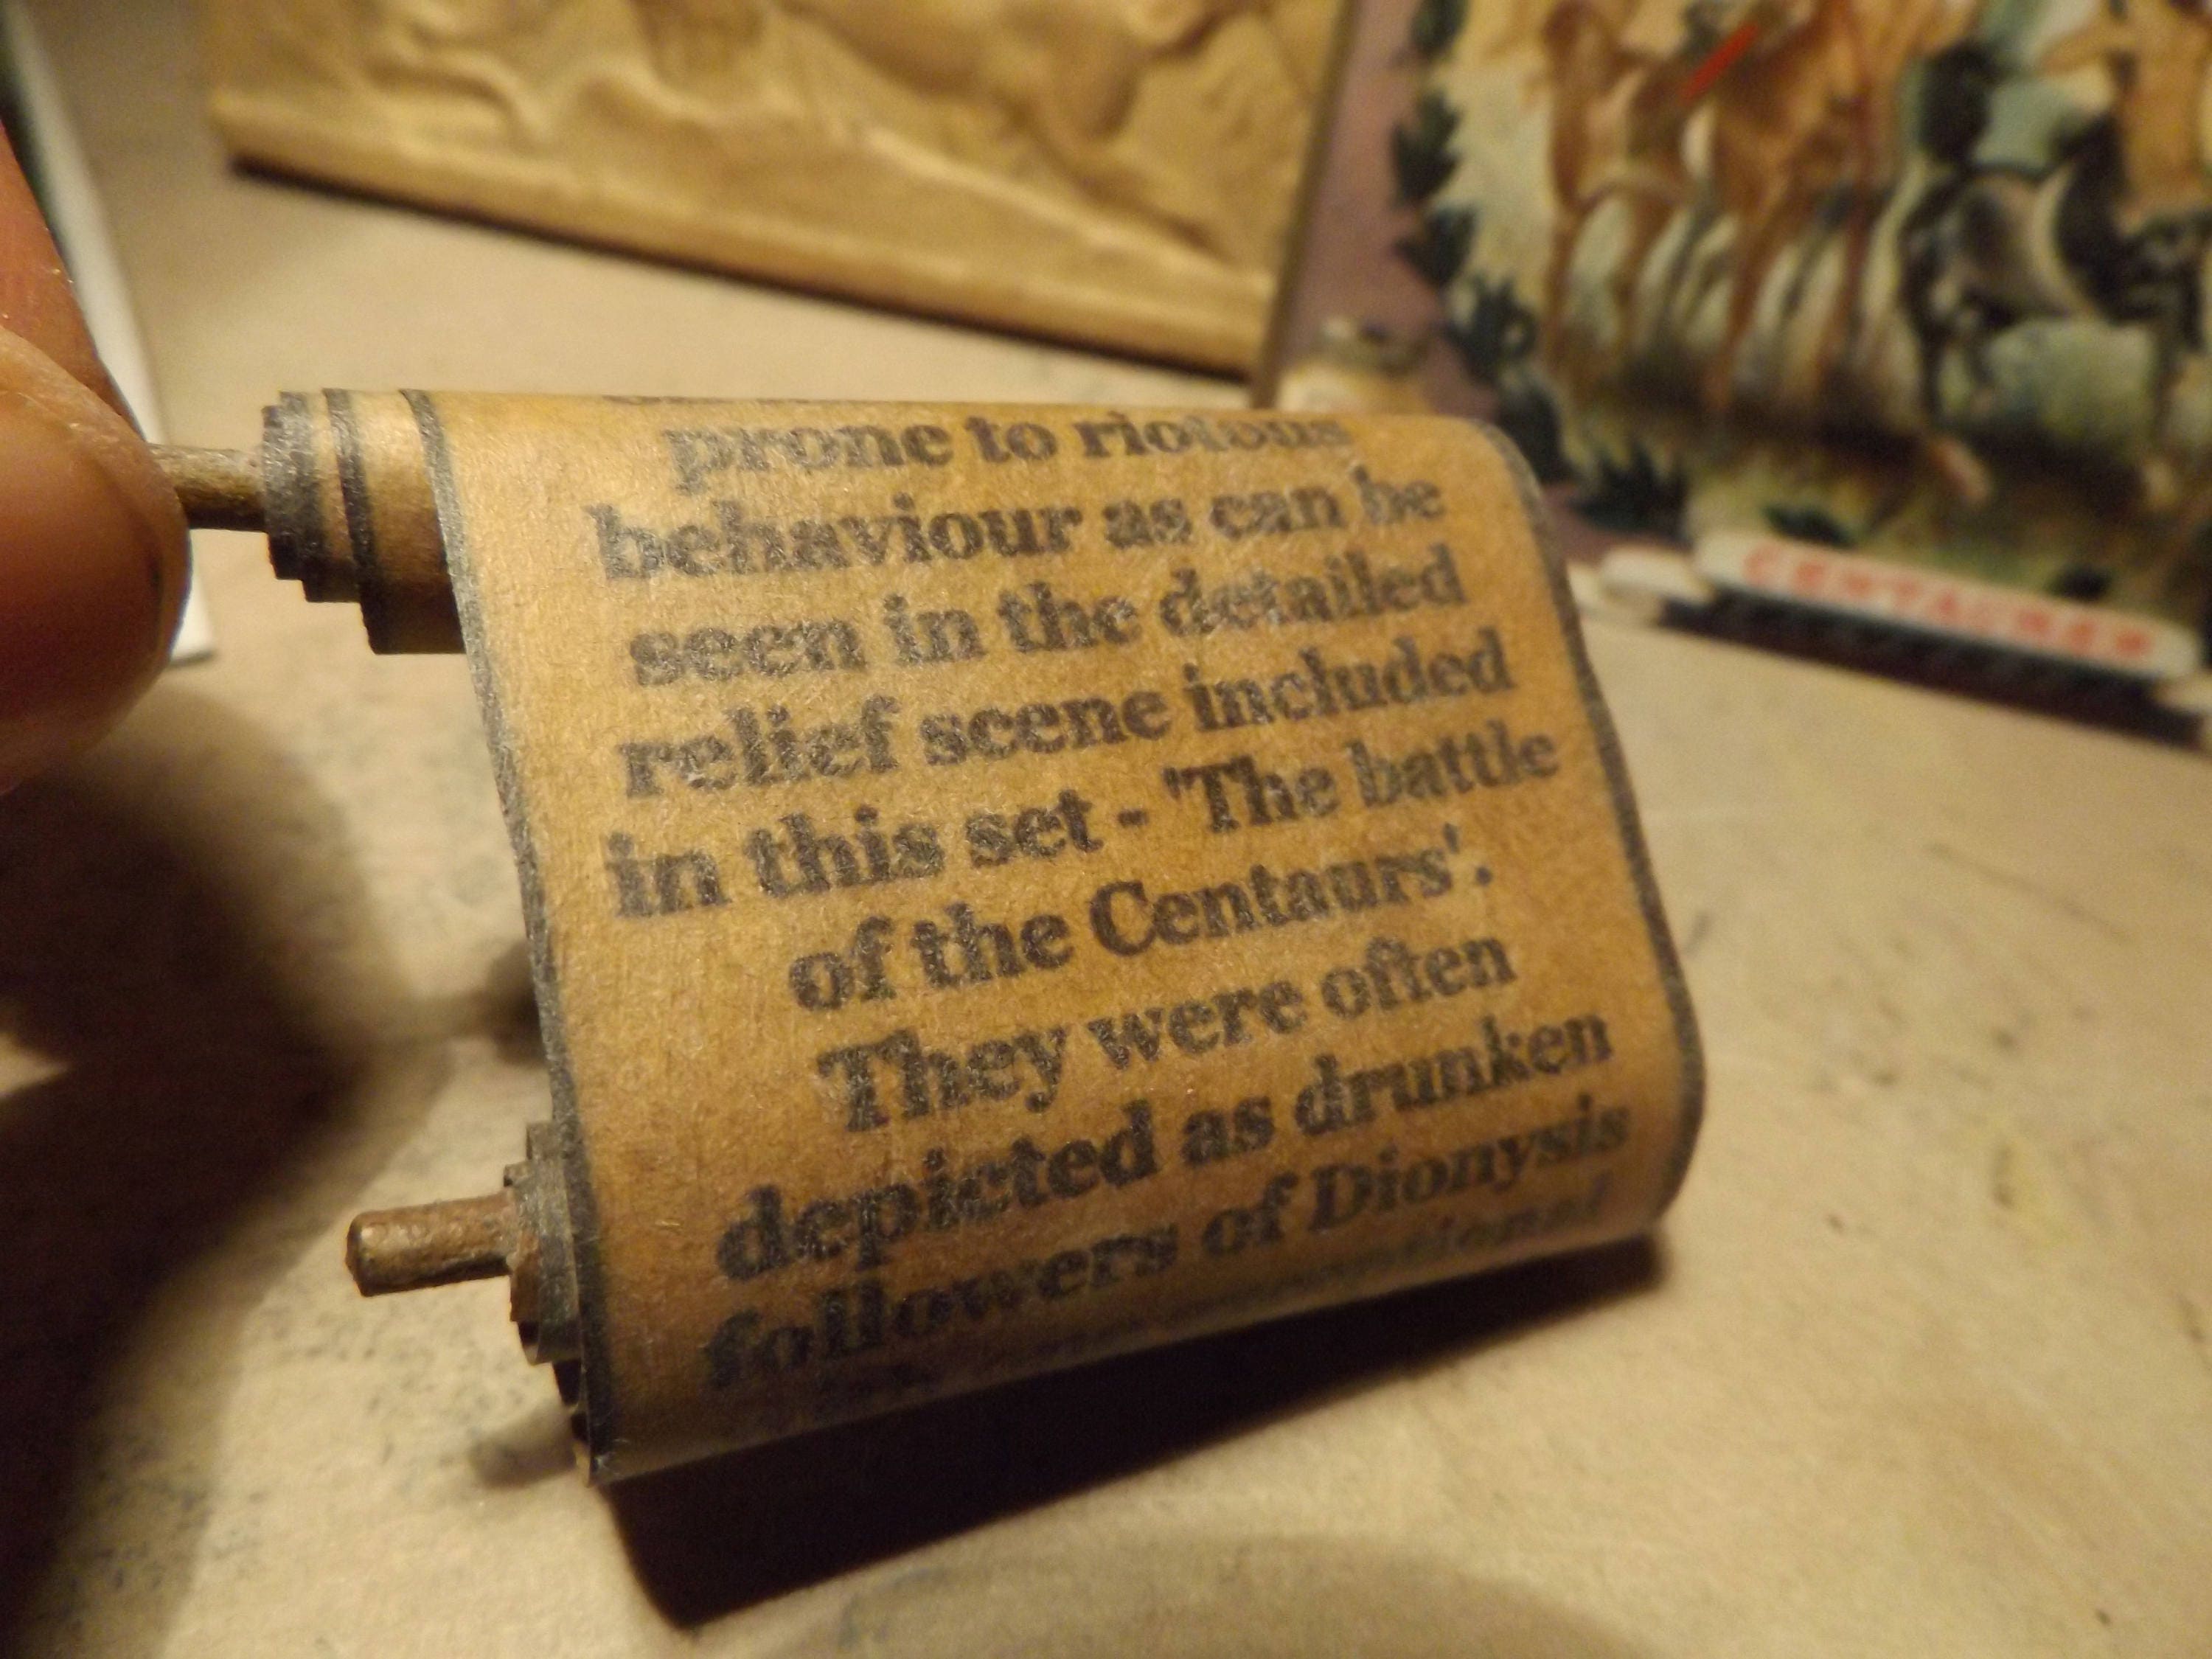 prone to riotous
behaviour as can be
seen in the detailed
relief scene included
in this set - 'The battle
of the Centaurs'.
They were often
depicted as drunken
followers of Dionysis